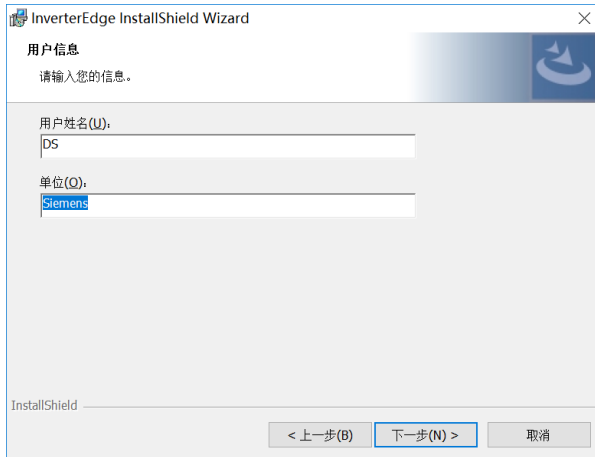 InverterEdge InstallShield Wizard
用户信息
请输入您的信息。
用户姓名(U):
DS
单位(O):
Siemens
InstallShield
< 上一步(B) 下一步(N) > 取消